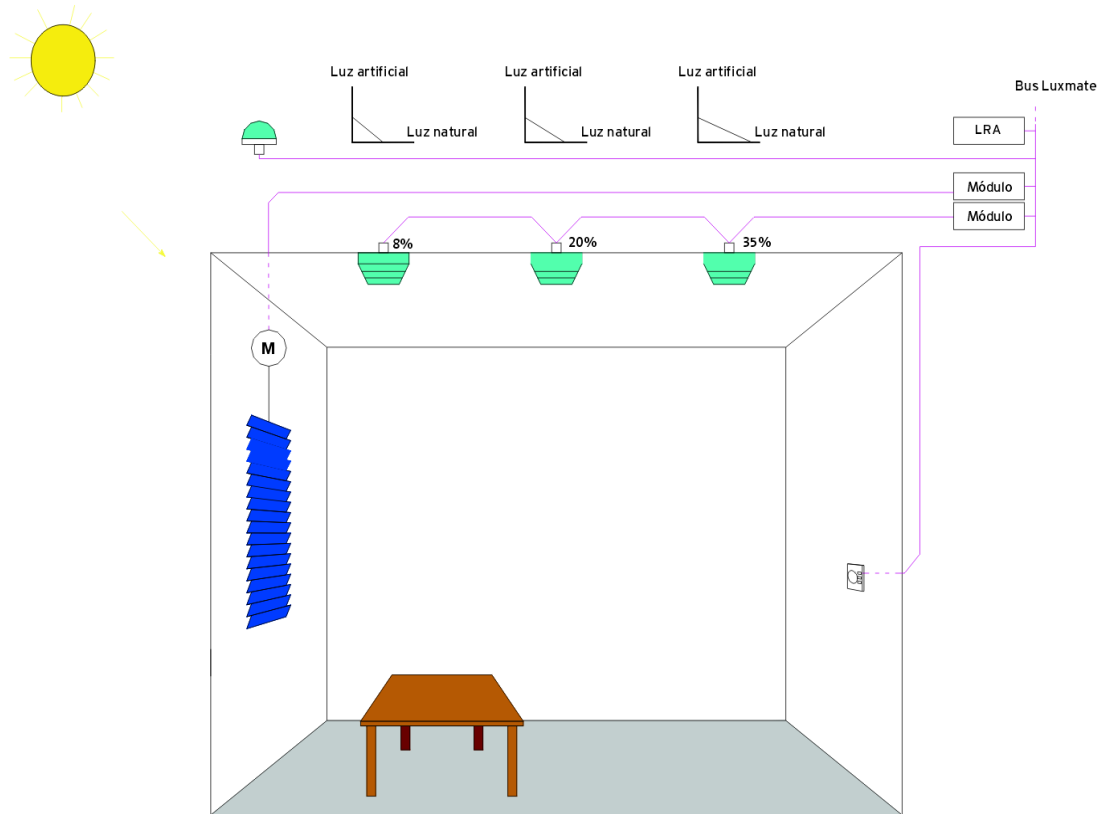 Luz artificial
Luz artificial
Luz artificial
Bus Luxmate
Luz natural
Luz natural
Luz natural
LRA
Módulo
Módulo
8%
20%
35%
M